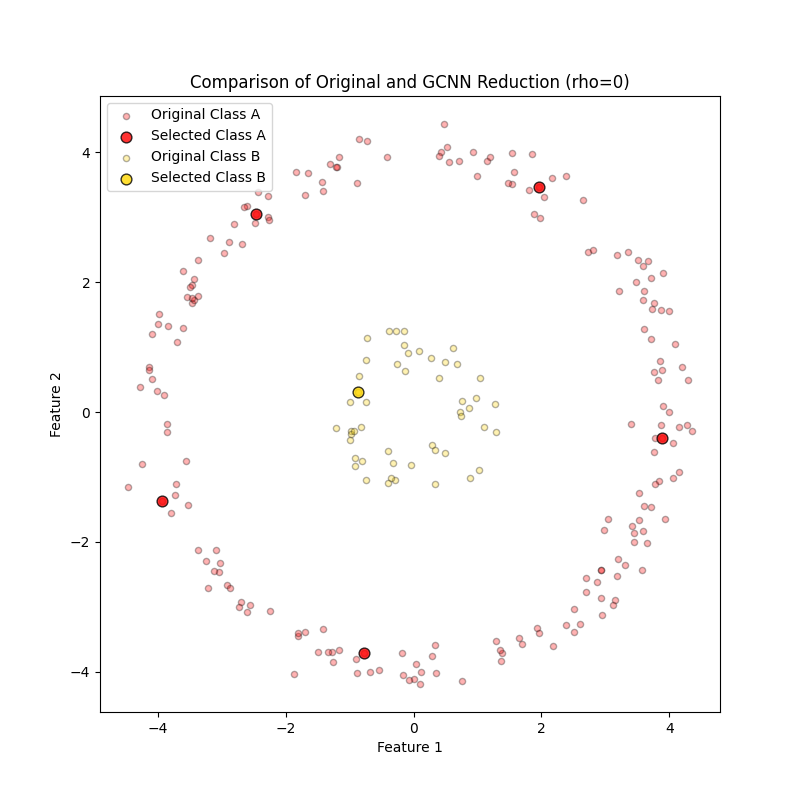 Comparison of Original and GCNN Reduction (rho=0)
Original Class A
Selected Class A
Original Class B
Selected Class B
4
2
0
−2
−4
Feature 2
−4
−2
0
2
4
Feature 1